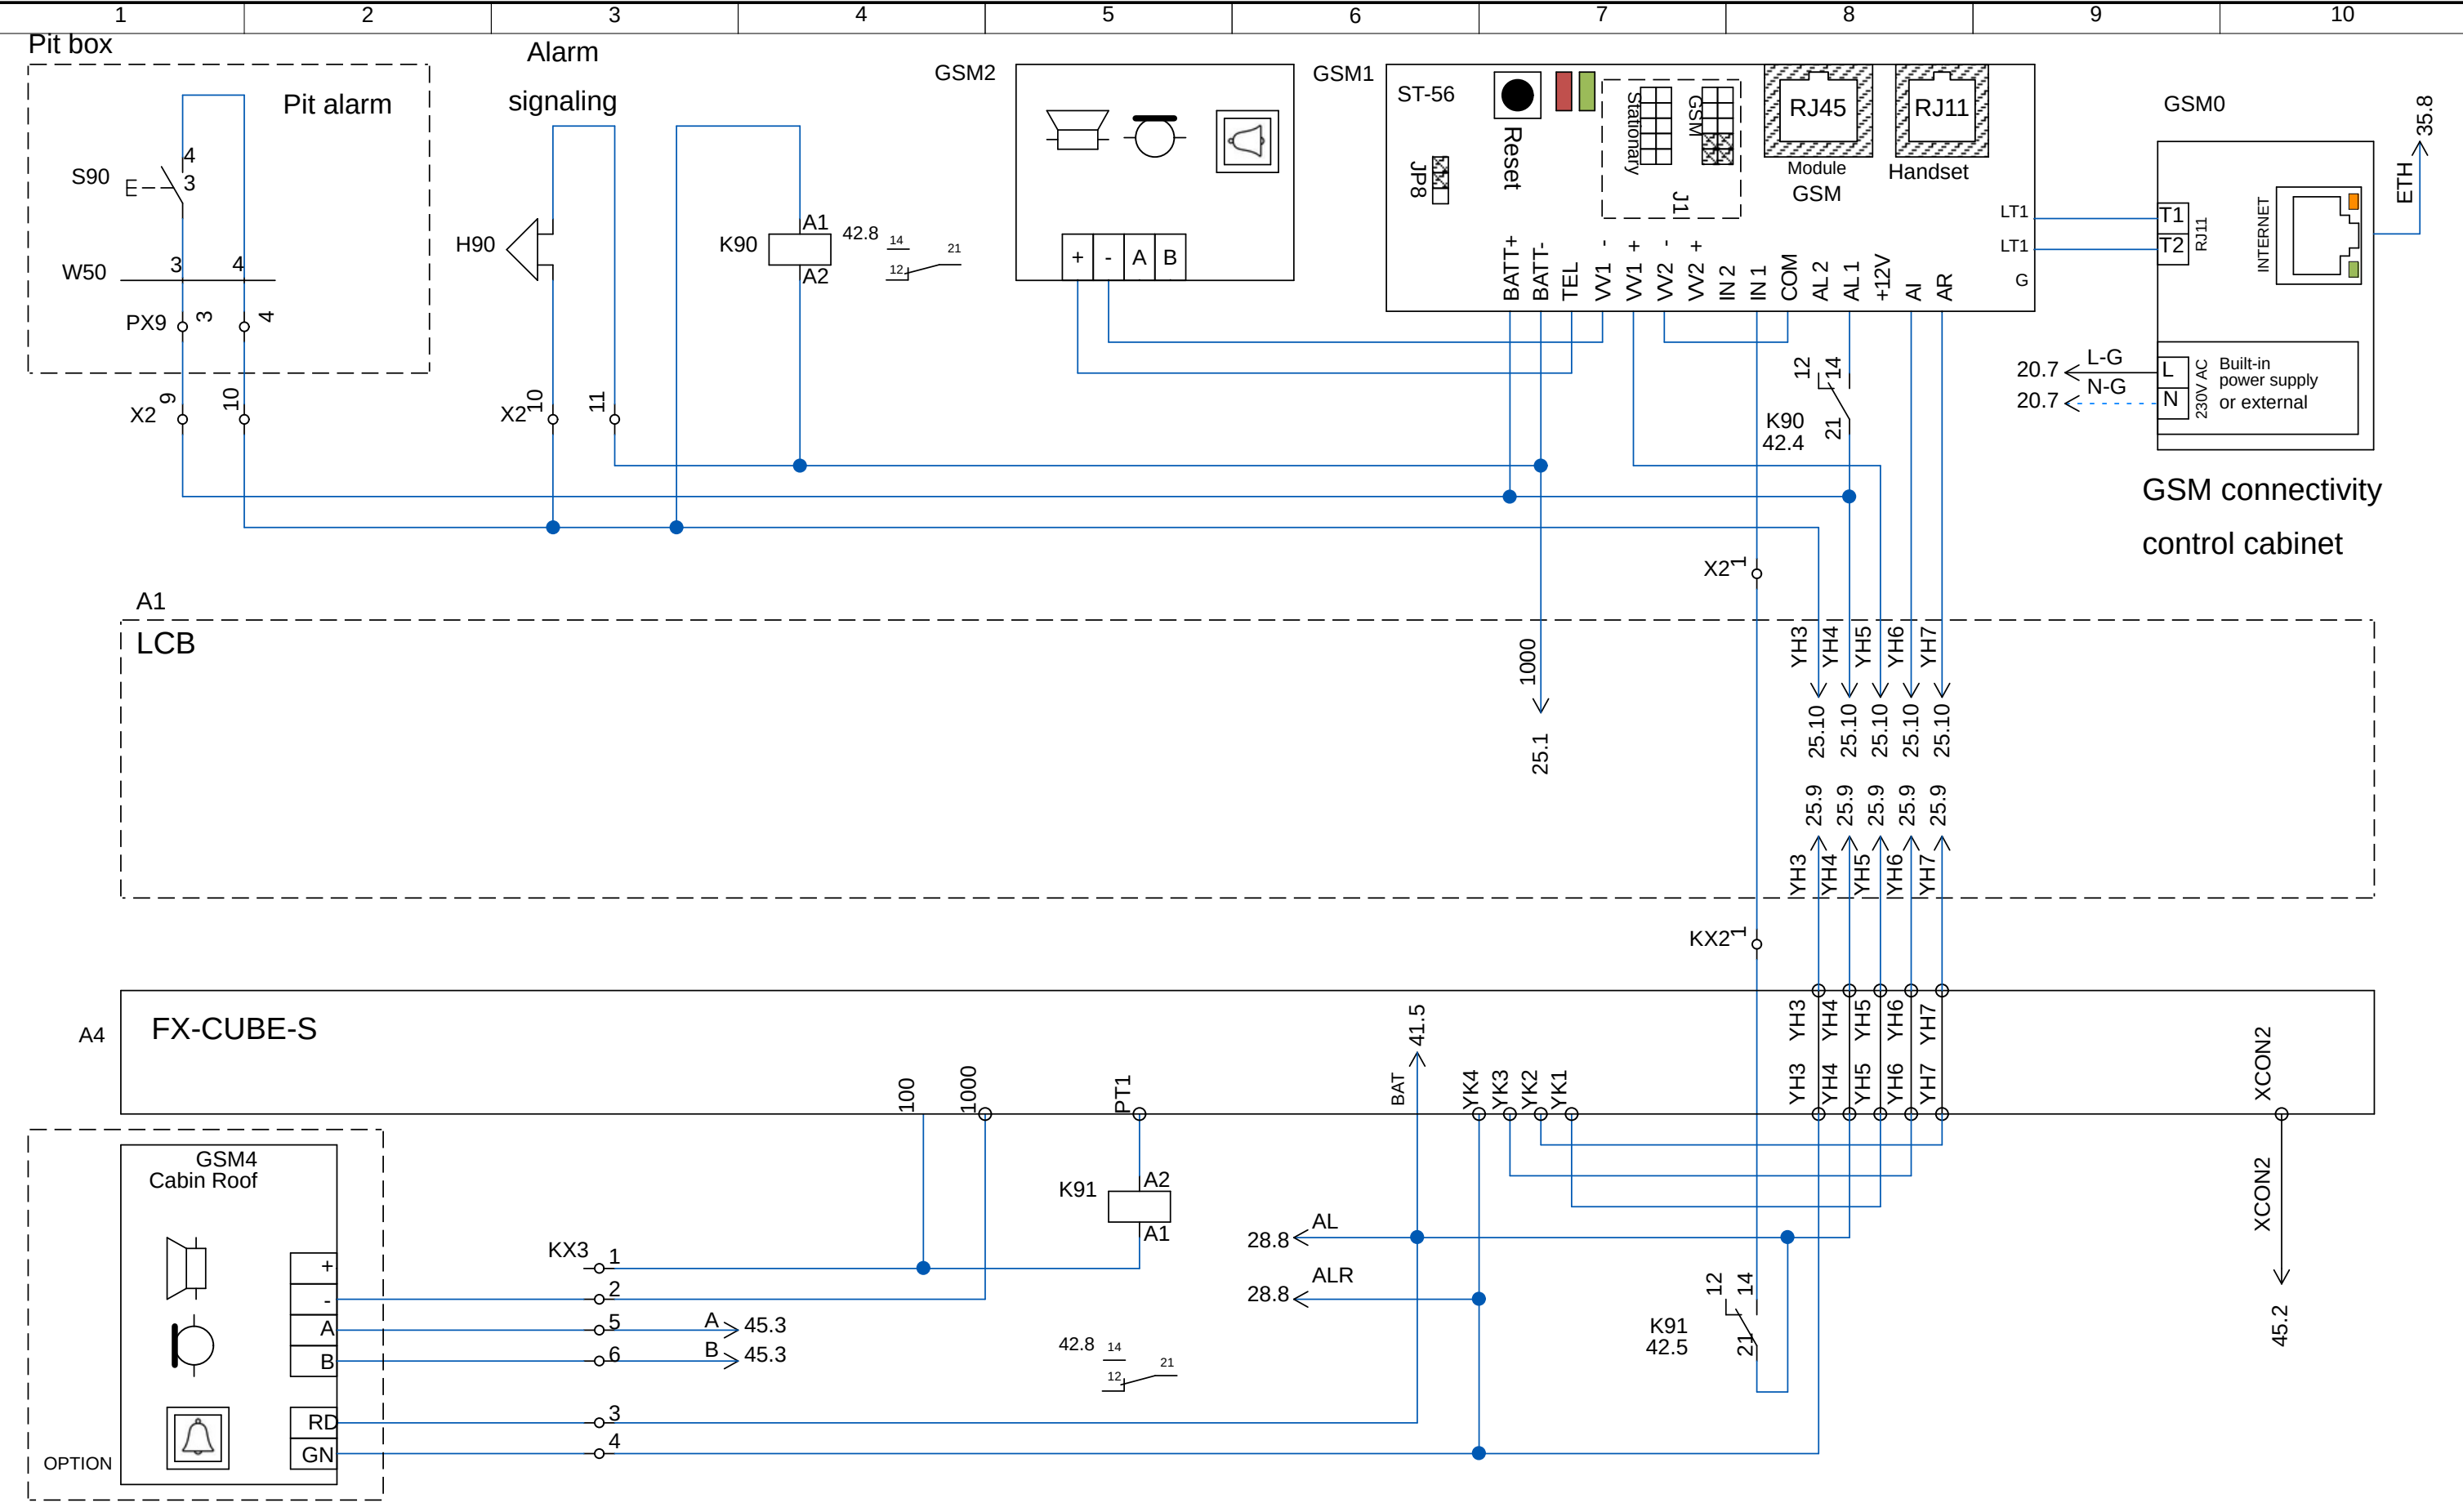 1 2 3 4 5 6 7 8 9 10
Pit box
Pit alarm
S90
4
3
E
W50
3 4
PX9
3
4
X2
9
10
Alarm
signaling
H90
X2
10
11
K90
A1
A2
42.8
14
12
21
GSM2
+ - A B
GSM1
ST-56
Reset
JP8
Stationary
GSM
J1
RJ45
Module
GSM
RJ11
Handset
LT1
LT1
G
BATT+
BATT-
TEL
VV1 -
VV1 +
VV2 -
VV2 +
IN 2
IN 1
COM
AL 2
AL 1
+12V
AI
AR
12
14
K90
42.4
21
GSM0
T1
T2
RJ11
INTERNET
ETH
35.8
20.7
L-G
20.7
N-G
L
N
230V AC
Built-in
power supply
or external
GSM connectivity
control cabinet
X2
1
A1
LCB
1000
25.1
YH3
YH4
YH5
YH6
YH7
25.10
25.10
25.10
25.10
25.10
25.9
25.9
25.9
25.9
25.9
YH3
YH4
YH5
YH6
YH7
KX2
1
A4
FX-CUBE-S
100
1000
PT1
41.5
BAT
YK4
YK3
YK2
YK1
YH3
YH4
YH5
YH6
YH7
YH3
YH4
YH5
YH6
YH7
XCON2
XCON2
45.2
GSM4
Cabin Roof
+
-
A
B
RD
GN
OPTION
KX3
1
2
5
6
3
4
A
45.3
B
45.3
K91
A2
A1
42.8
14
12
21
28.8
AL
28.8
ALR
12
14
K91
42.5
21